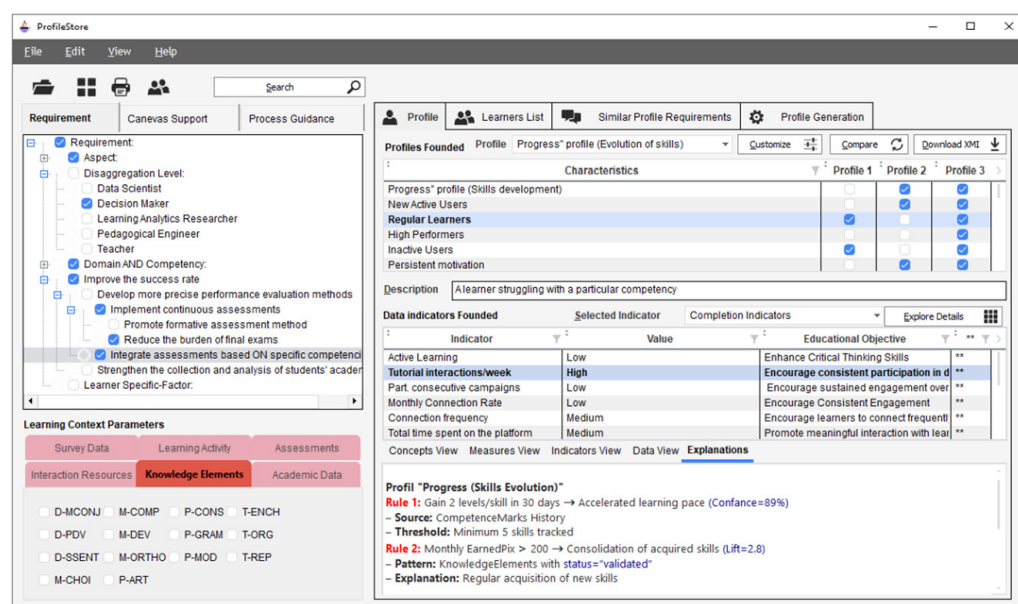 ProfileStore
File Edit View Help
Search
Requirement Canevas Support Process Guidance
Requirement:
Aspect:
Disaggregation Level:
Data Scientist
Decision Maker
Learning Analytics Researcher
Pedagogical Engineer
Teacher
Domain AND Competency:
Improve the success rate
Develop more precise performance evaluation methods
Implement continuous assessments
Promote formative assessment method
Reduce the burden of final exams
Integrate assessments based ON specific competenci
Strengthen the collection and analysis of students' acader
Learner Specific-Factor:
Learning Context Parameters
Survey Data Learning Activity Assessments
Interaction Resources Knowledge Elements Academic Data
D-MCONJ M-COMP P-CONS T-ENCH
D-PDV M-DEV P-GRAM T-ORG
D-SSENT M-ORTHO P-MOD T-REP
M-CHOI P-ART
Profile Learners List Similar Profile Requirements Profile Generation
Profiles Founded Profile Progress" profile (Evolution of skills) Customize Compare Download XMI
Characteristics Profile 1 Profile 2 Profile 3
Progress" profile (Skills development)
New Active Users
Regular Learners
High Performers
Inactive Users
Persistent motivation
Description A learner struggling with a particular competency
Data indicators Founded Selected Indicator Completion Indicators Explore Details
Indicator Value Educational Objective **
Active Learning Low Enhance Critical Thinking Skills **
Tutorial interactions/week High Encourage consistent participation in d **
Part. consecutive campaigns Low Encourage sustained engagement over **
Monthly Connection Rate Low Encourage Consistent Engagement **
Connection frequency Medium Encourage learners to connect frequentl **
Total time spent on the platform Medium Promote meaningful interaction with lear **
Concepts View Measures View Indicators View Data View Explanations
Profil "Progress (Skills Evolution)"
Rule 1: Gain 2 levels/skill in 30 days → Accelerated learning pace (Confance=89%)
– Source: CompetenceMarks History
– Threshold: Minimum 5 skills tracked
Rule 2: Monthly EarnedPix > 200 → Consolidation of acquired skills (Lift=2.8)
– Pattern: KnowledgeElements with status="validated"
– Explanation: Regular acquisition of new skills